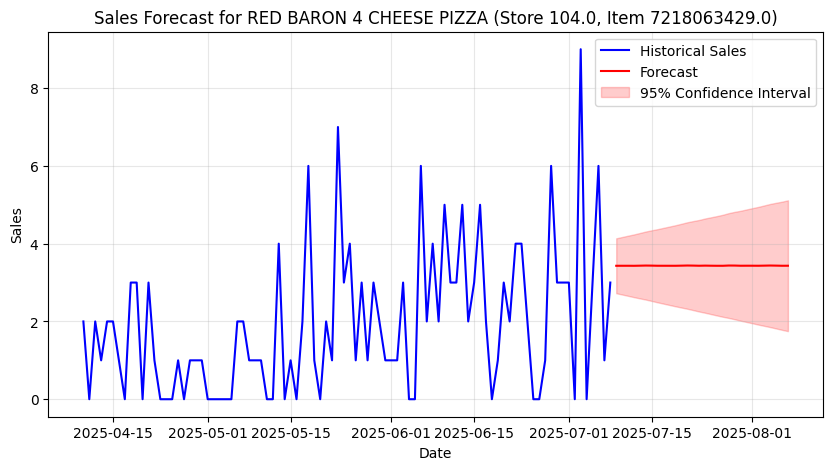 Sales Forecast for RED BARON 4 CHEESE PIZZA (Store 104.0, Item 7218063429.0)
Historical Sales
Forecast
95% Confidence Interval
8
6
4
2
0
Sales
2025-04-15
2025-05-01
2025-05-15
2025-06-01
2025-06-15
2025-07-01
2025-07-15
2025-08-01
Date